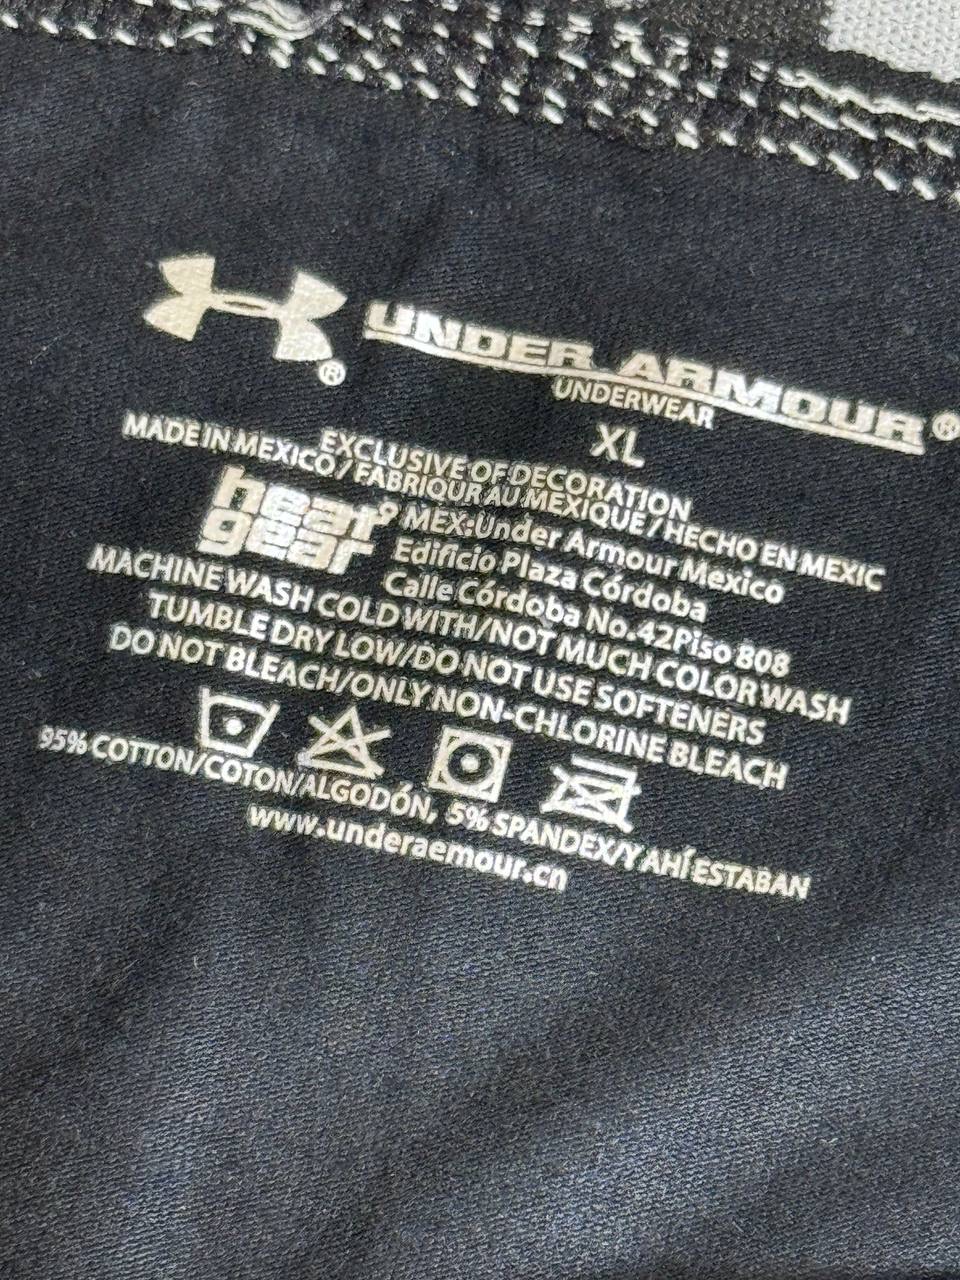 UNDER ARMOUR®
®
UNDERWEAR
XL
EXCLUSIVE OF DECORATION
MADE IN MEXICO / FABRIQUR AU MEXIQUE / HECHO EN MEXIC
heat gear
MEX:Under Armour Mexico
Edificio Plaza Córdoba
Calle Córdoba No.42Piso 808
MACHINE WASH COLD WITH/NOT MUCH COLOR WASH
TUMBLE DRY LOW/DO NOT USE SOFTENERS
DO NOT BLEACH/ONLY NON-CHLORINE BLEACH
95% COTTON/COTON/ALGODÓN, 5% SPANDEX/Y AHÍ ESTABAN
www.underaemour.cn